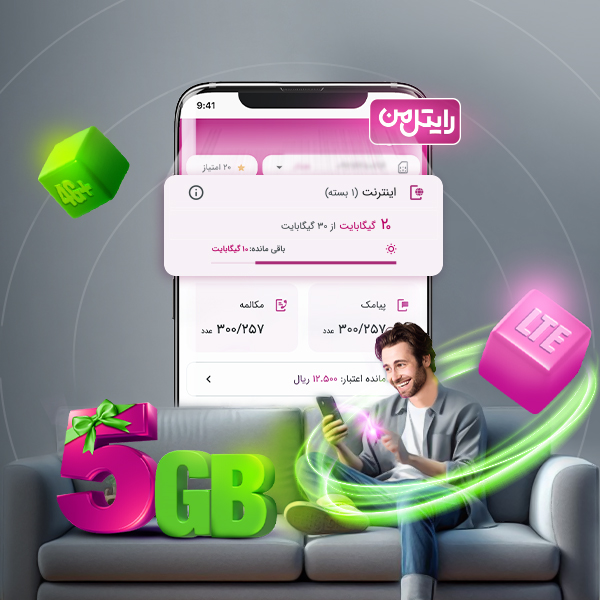 9:41
رایتل من
۲۰ امتیاز
اینترنت (۱ بسته)
۲۰ گیگابایت از ۳۰ گیگابایت
باقی مانده: ۱۰ گیگابایت
پیامک
مکالمه
۳۰۰/۲۵۷
۳۰۰/۲۵۷ عدد
مانده اعتبار: ۱۲.۵۰۰ ریال
4G+
LTE
5GB